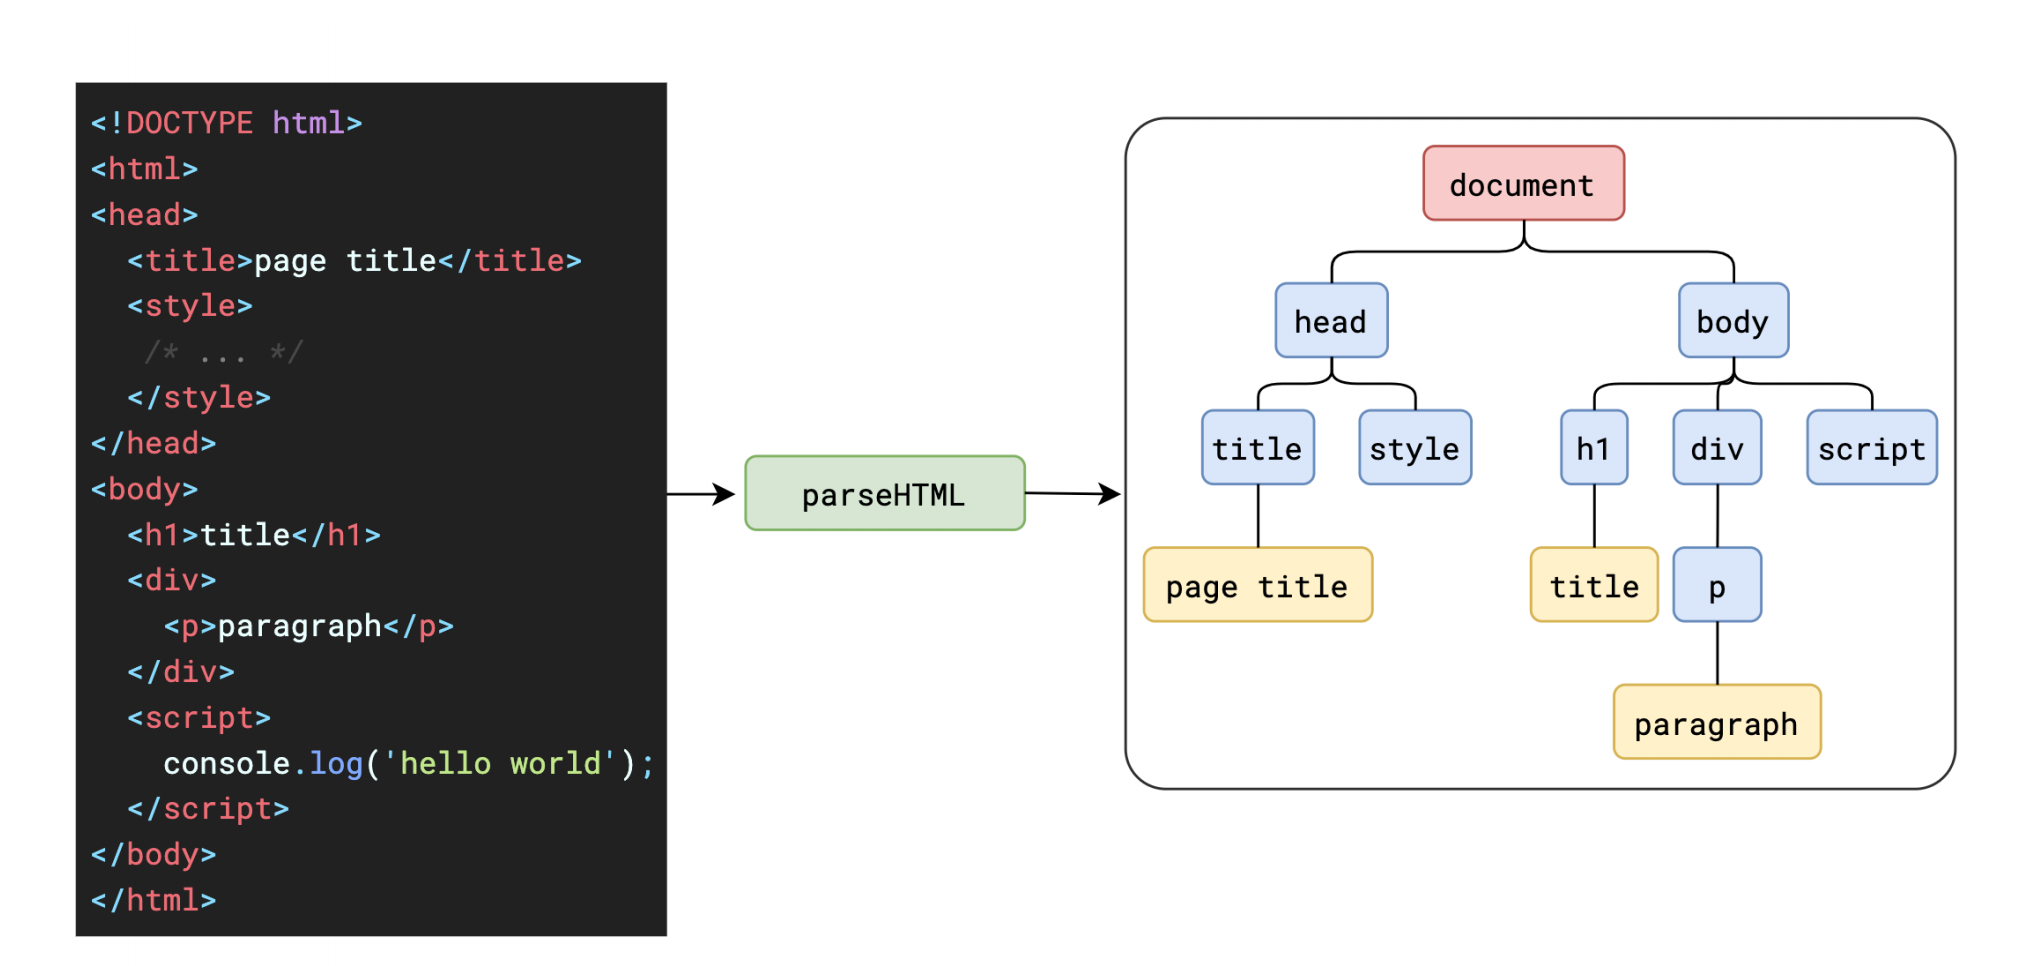 <!DOCTYPE html>
<html>
<head>
  <title>page title</title>
  <style>
   /* ... */
  </style>
</head>
<body>
  <h1>title</h1>
  <div>
    <p>paragraph</p>
  </div>
  <script>
    console.log('hello world');
  </script>
</body>
</html>
parseHTML
document
head
body
title
style
h1
div
script
page title
title
p
paragraph